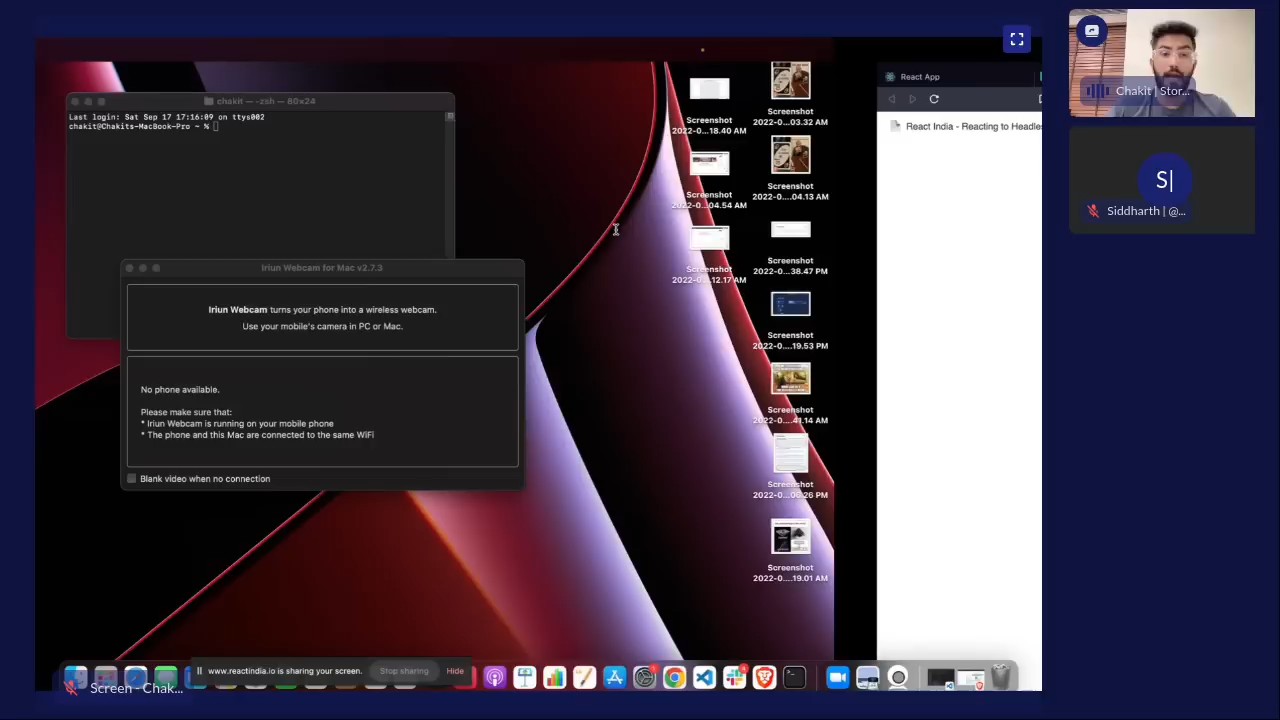 chakit — -zsh — 80x24
Last login: Sat Sep 17 17:16:09 on ttys002
chakit@Chakits-MacBook-Pro ~ %
Iriun Webcam for Mac v2.7.3
Iriun Webcam turns your phone into a wireless webcam.
Use your mobile's camera in PC or Mac.
No phone available.
Please make sure that:
* Iriun Webcam is running on your mobile phone
* The phone and this Mac are connected to the same WiFi
Blank video when no connection
Screenshot
2022-0...18.40 AM
Screenshot
2022-0....04.54 AM
Screenshot
2022-0....12.17 AM
Screenshot
2022-0...03.32 AM
Screenshot
2022-0....04.13 AM
Screenshot
2022-0...38.47 PM
Screenshot
2022-0....19.53 PM
Screenshot
2022-0....41.14 AM
Screenshot
2022-0...06.26 PM
Screenshot
2022-0....19.01 AM
React App
React India - Reacting to Headles
www.reactindia.io is sharing your screen.
Stop sharing
Hide
Screen - Chak...
Chakit | Stor...
S|
Siddharth | @...